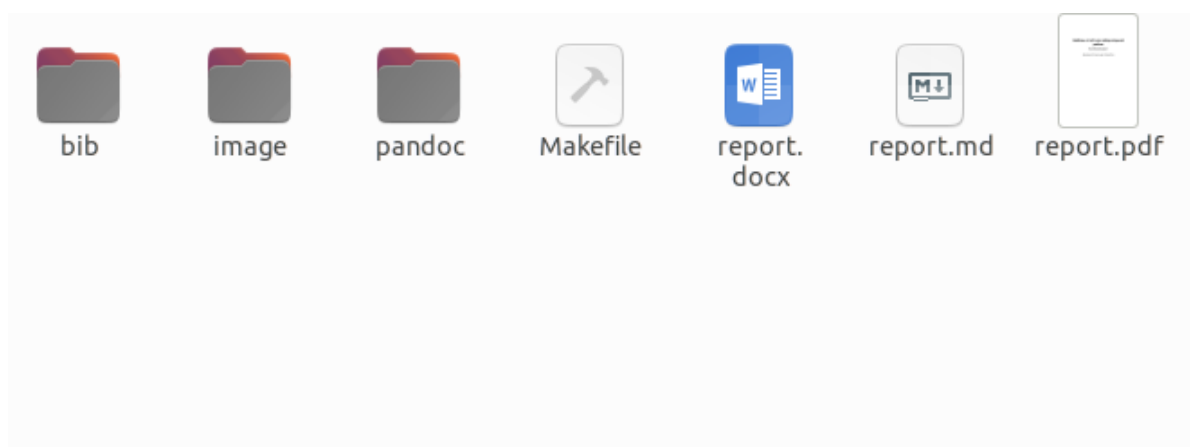 bib
image
pandoc
Makefile
W
report.
docx
M↓
report.md
report.pdf